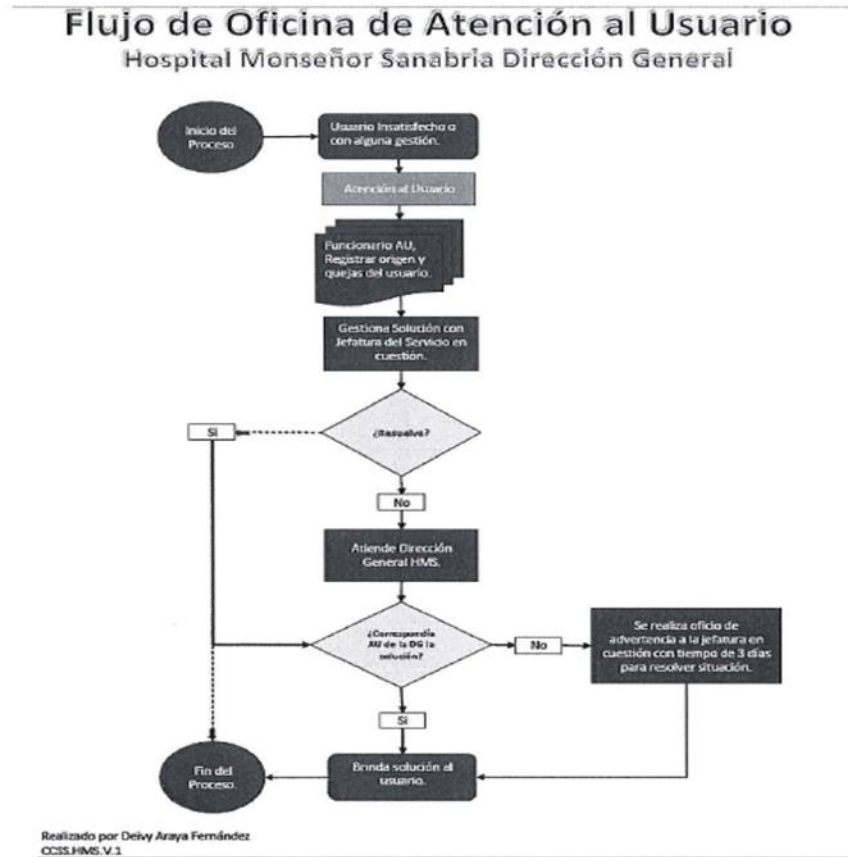 Flujo de Oficina de Atención al Usuario
Hospital Monseñor Sanabria Dirección General
Inicio del
Proceso
Usuario Insatisfecho o
con alguna gestión.
Atención al Usuario
Funcionario AU,
Registrar origen y
quejas del usuario.
Gestiona Solución con
Jefatura del Servicio en
cuestión.
¿Resuelve?
Si
No
Atiende Dirección
General HMS.
¿Correspondía
AU de la DG la
solución?
No
Se realiza oficio de
advertencia a la jefatura en
cuestión con tiempo de 3 días
para resolver situación.
Si
Fin del
Proceso.
Brinda solución al
usuario.
Realizado por Deivy Araya Fernández
CCSS.HMS.V.1